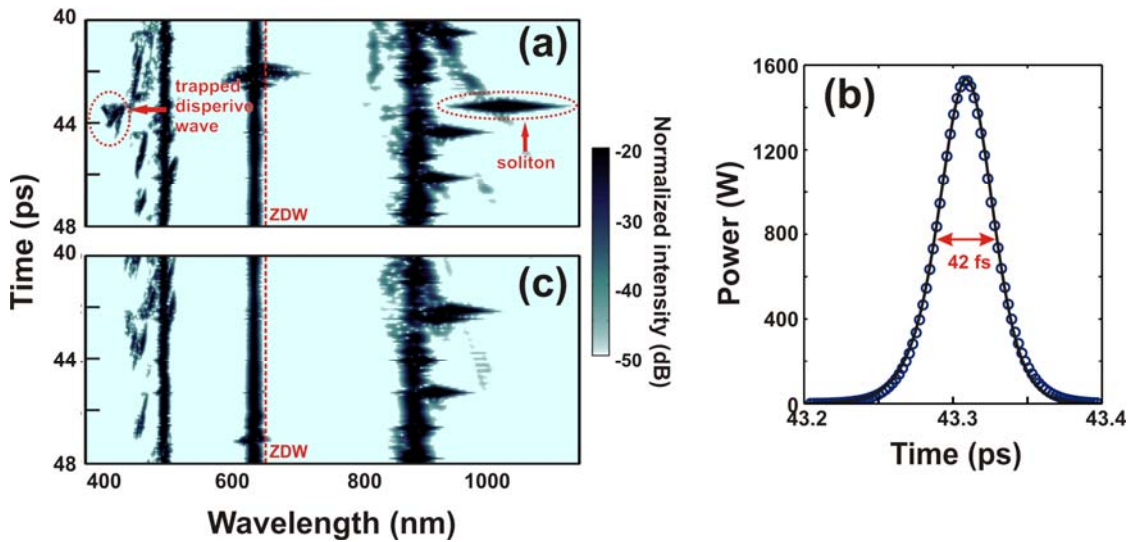 40
(a)
trapped
disperive
wave
44
soliton
48
ZDW
Time (ps)
40
(c)
44
48
ZDW
400
600
800
1000
Wavelength (nm)
-20
-30
-40
-50
Normalized intensity (dB)
1600
(b)
1200
800
42 fs
400
0
43.2
43.3
43.4
Power (W)
Time (ps)